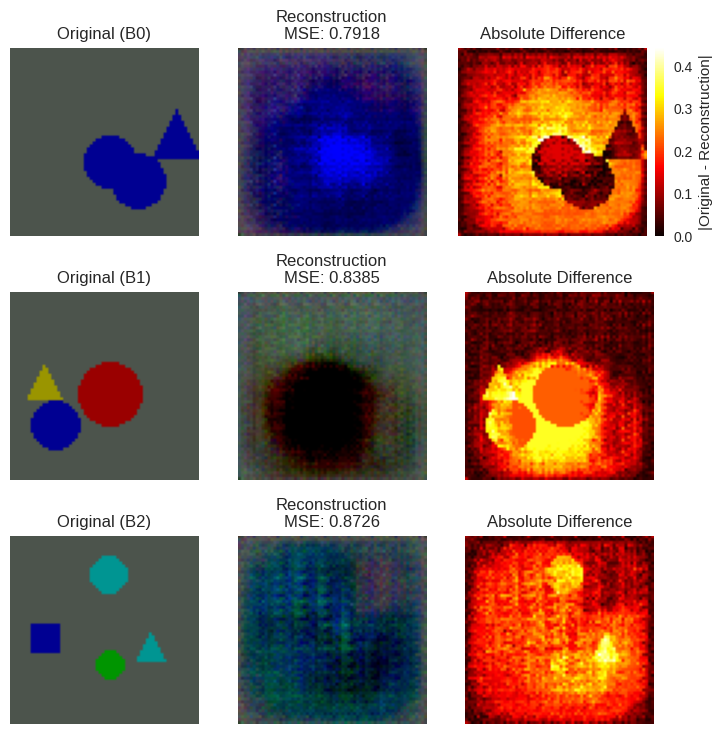 Original (B0)
Reconstruction
MSE: 0.7918
Absolute Difference
0.4
0.3
0.2
0.1
0.0
|Original - Reconstruction|
Original (B1)
Reconstruction
MSE: 0.8385
Absolute Difference
Original (B2)
Reconstruction
MSE: 0.8726
Absolute Difference